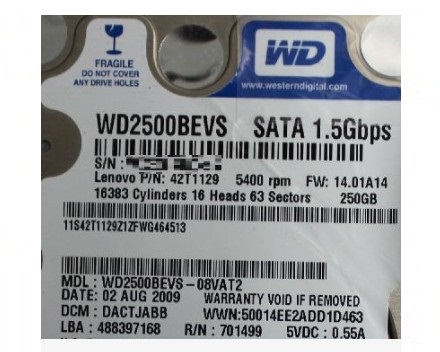 FRAGILE
DO NOT COVER
ANY DRIVE HOLES
WD
www.westerndigital.com
WD2500BEVS SATA 1.5Gbps
S/N :
Lenovo P/N: 42T1129 5400 rpm FW: 14.01A14
16383 Cylinders 16 Heads 63 Sectors 250GB
11S42T1129Z1ZFWG464513
MDL : WD2500BEVS-08VAT2
DATE: 02 AUG 2009 WARRANTY VOID IF REMOVED
DCM : DACTJABB WWN:50014EE2ADD1D463
LBA : 488397168 R/N : 701499 5VDC : 0.55A